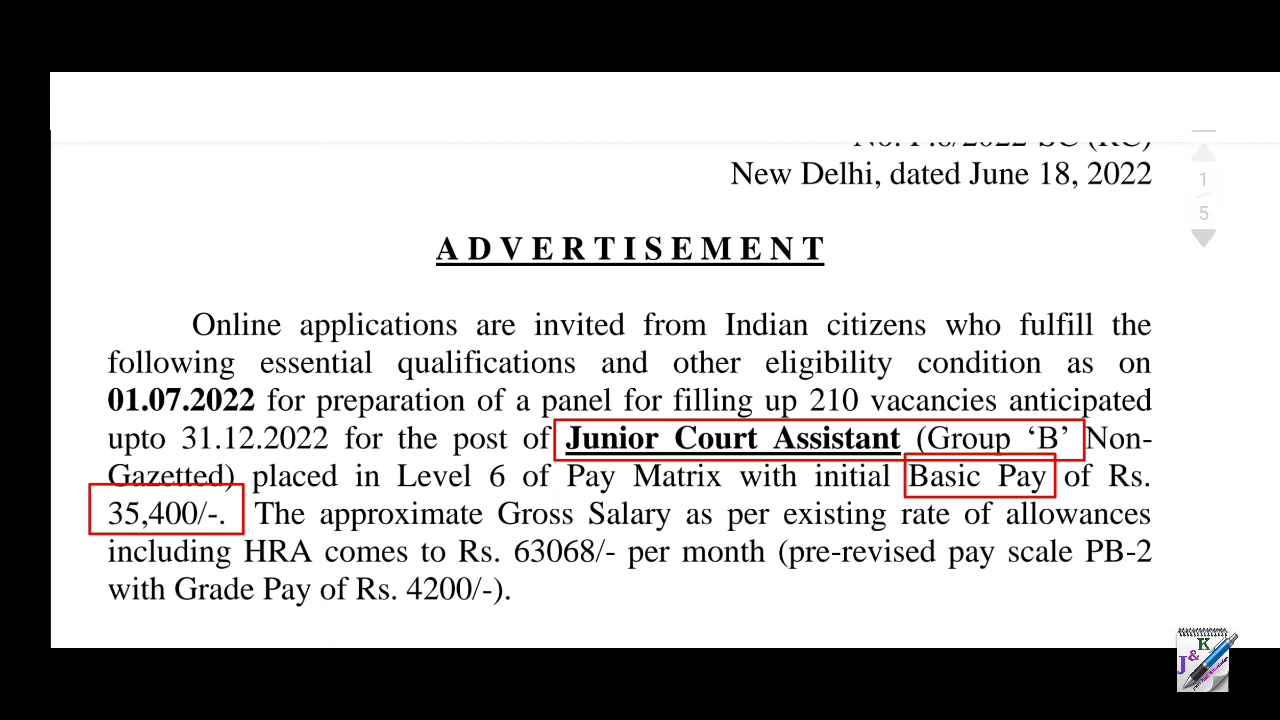 New Delhi, dated June 18, 2022
1
5
ADVERTISEMENT
Online applications are invited from Indian citizens who fulfill the
following essential qualifications and other eligibility condition as on
01.07.2022 for preparation of a panel for filling up 210 vacancies anticipated
upto 31.12.2022 for the post of Junior Court Assistant (Group ‘B’ Non-
Gazetted) placed in Level 6 of Pay Matrix with initial Basic Pay of Rs.
35,400/-. The approximate Gross Salary as per existing rate of allowances
including HRA comes to Rs. 63068/- per month (pre-revised pay scale PB-2
with Grade Pay of Rs. 4200/-).
J&K